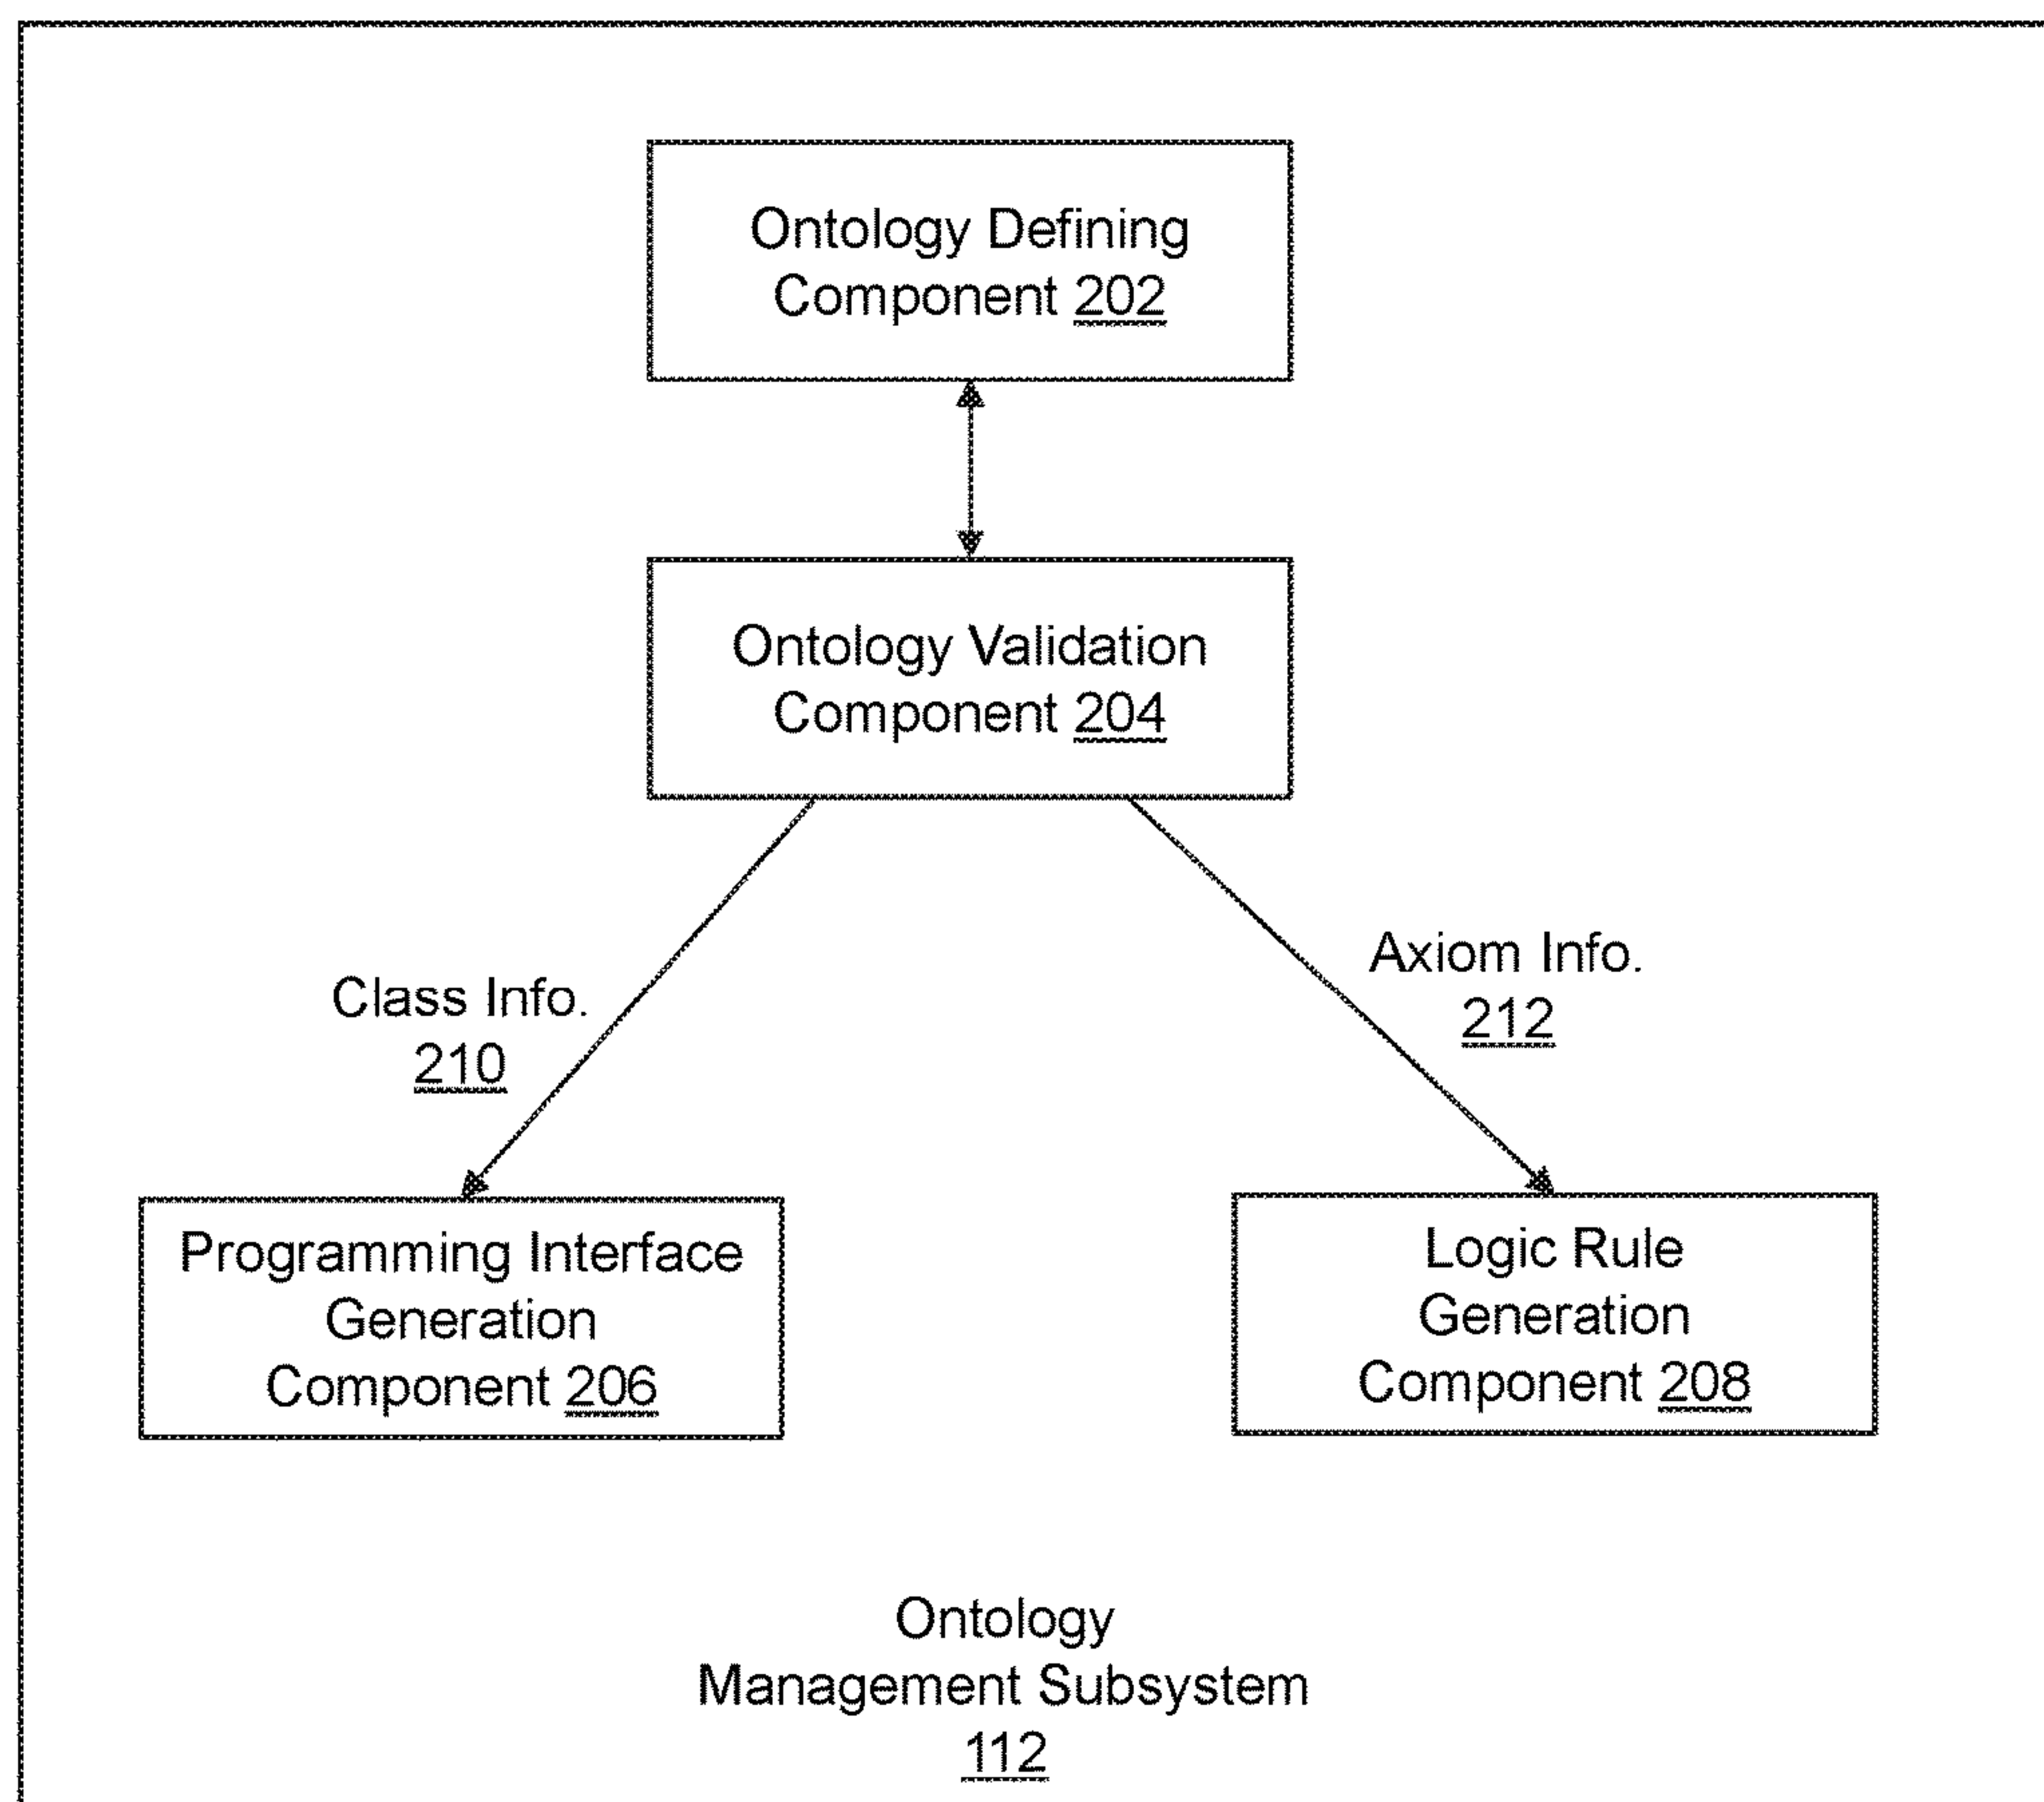 Ontology Defining
Component 202
Ontology Validation
Component 204
Class Info.
210
Axiom Info.
212
Programming Interface
Generation
Component 206
Logic Rule
Generation
Component 208
Ontology
Management Subsystem
112